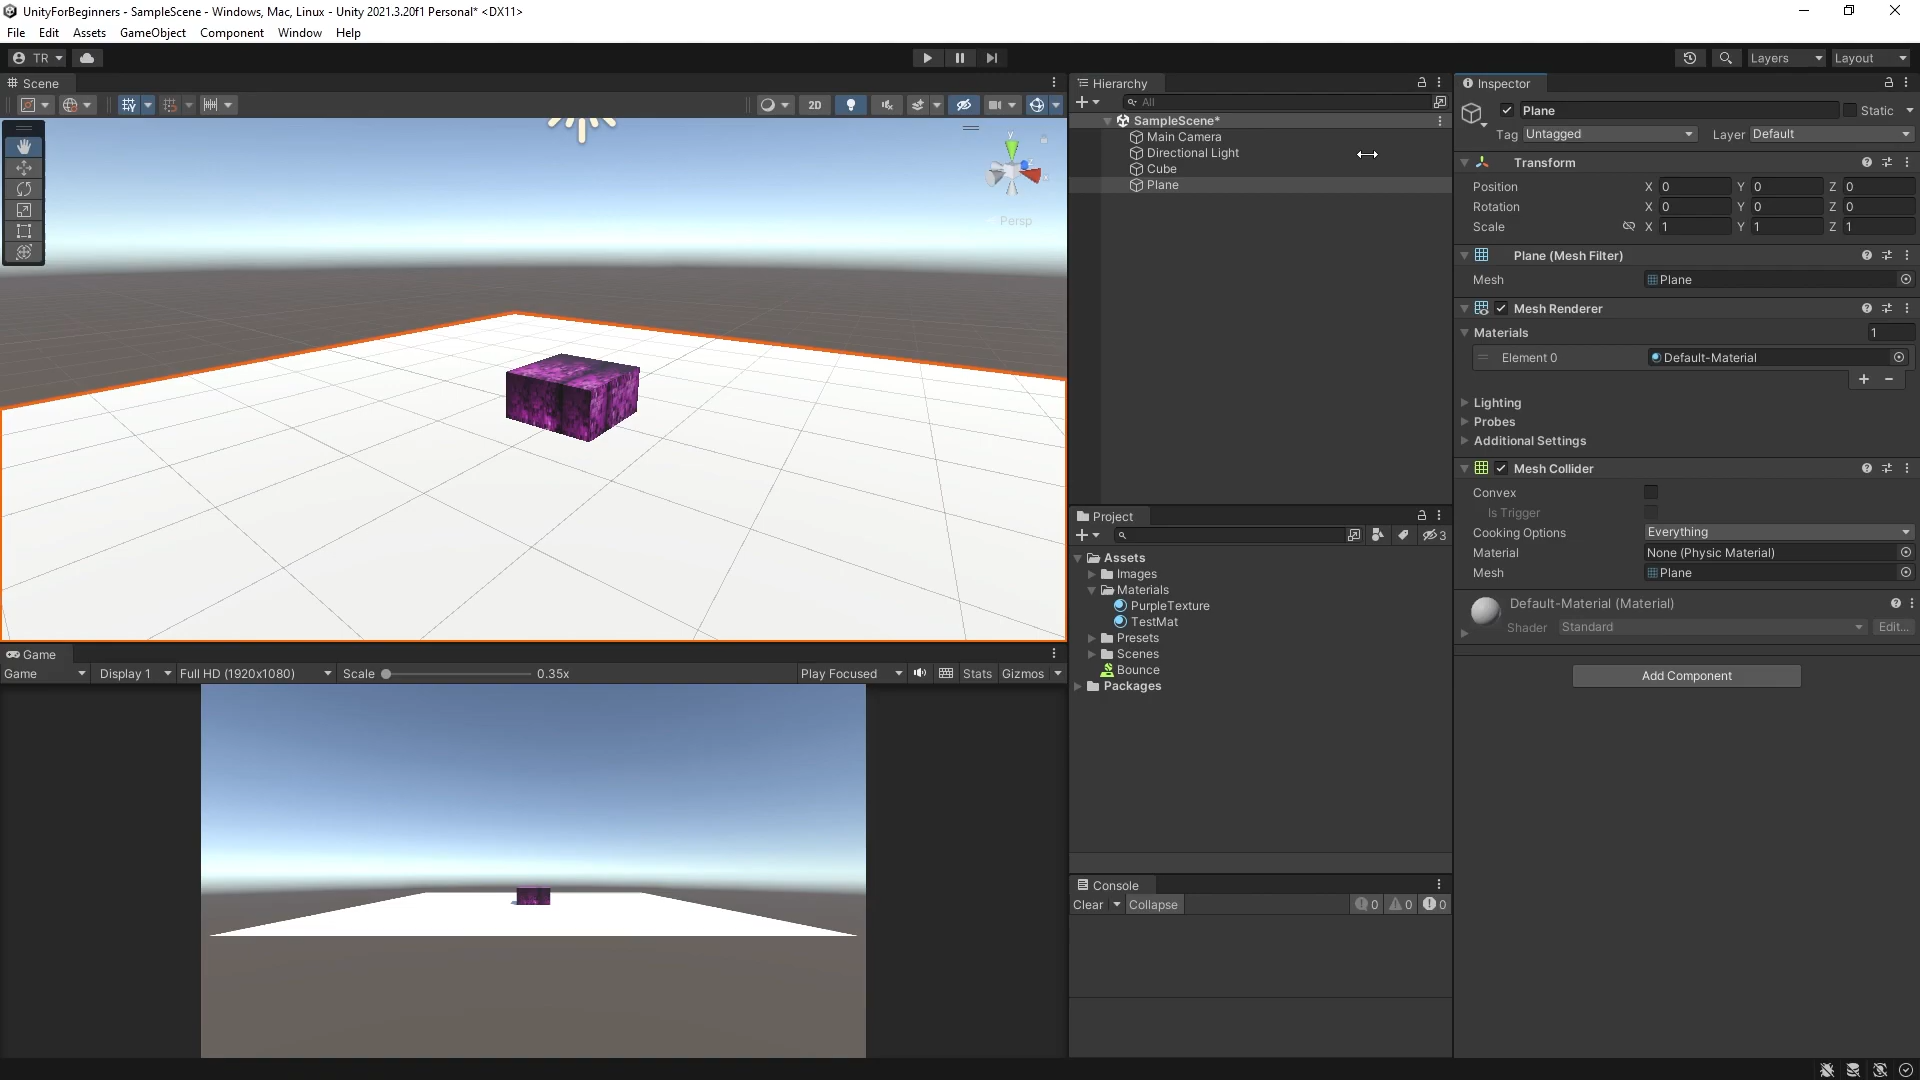 UnityForBeginners - SampleScene - Windows, Mac, Linux - Unity 2021.3.20f1 Personal* <DX11>
File Edit Assets GameObject Component Window Help
TR
Layers Layout
Scene
2D
y
Persp
Game
Game Display 1 Full HD (1920x1080) Scale 0.35x Play Focused Stats Gizmos
Hierarchy
All
SampleScene*
Main Camera
Directional Light
Cube
Plane
Project
3
Assets
Images
Materials
PurpleTexture
TestMat
Presets
Scenes
Bounce
Packages
Console
Clear Collapse 0 0 0
Inspector
Plane Static
Tag Untagged Layer Default
Transform
Position X 0 Y 0 Z 0
Rotation X 0 Y 0 Z 0
Scale X 1 Y 1 Z 1
Plane (Mesh Filter)
Mesh Plane
Mesh Renderer
Materials 1
Element 0 Default-Material
Lighting
Probes
Additional Settings
Mesh Collider
Convex
Is Trigger
Cooking Options Everything
Material None (Physic Material)
Mesh Plane
Default-Material (Material)
Shader Standard Edit...
Add Component